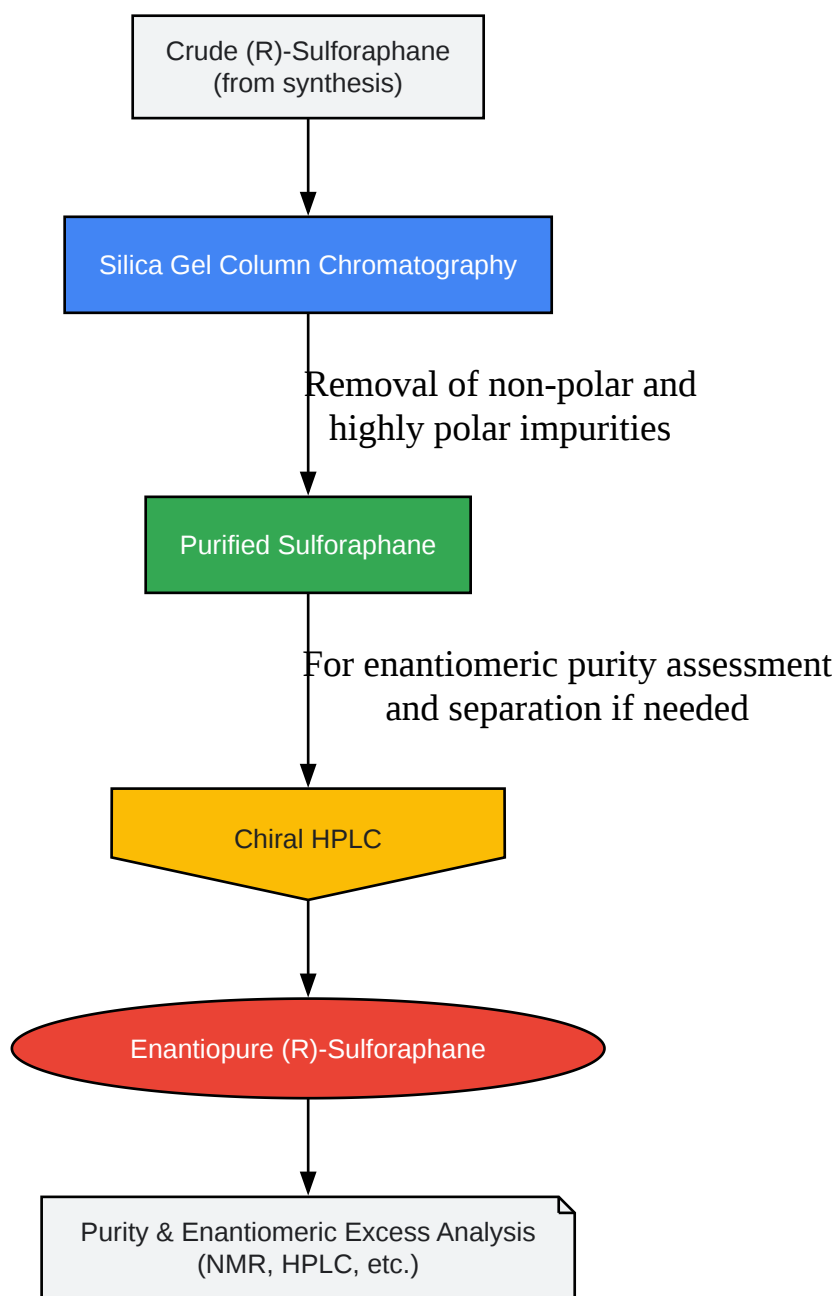 Crude (R)-Sulforaphane
(from synthesis)
Silica Gel Column Chromatography
Removal of non-polar and
highly polar impurities
Purified Sulforaphane
For enantiomeric purity assessment
and separation if needed
Chiral HPLC
Enantiopure (R)-Sulforaphane
Purity & Enantiomeric Excess Analysis
(NMR, HPLC, etc.)